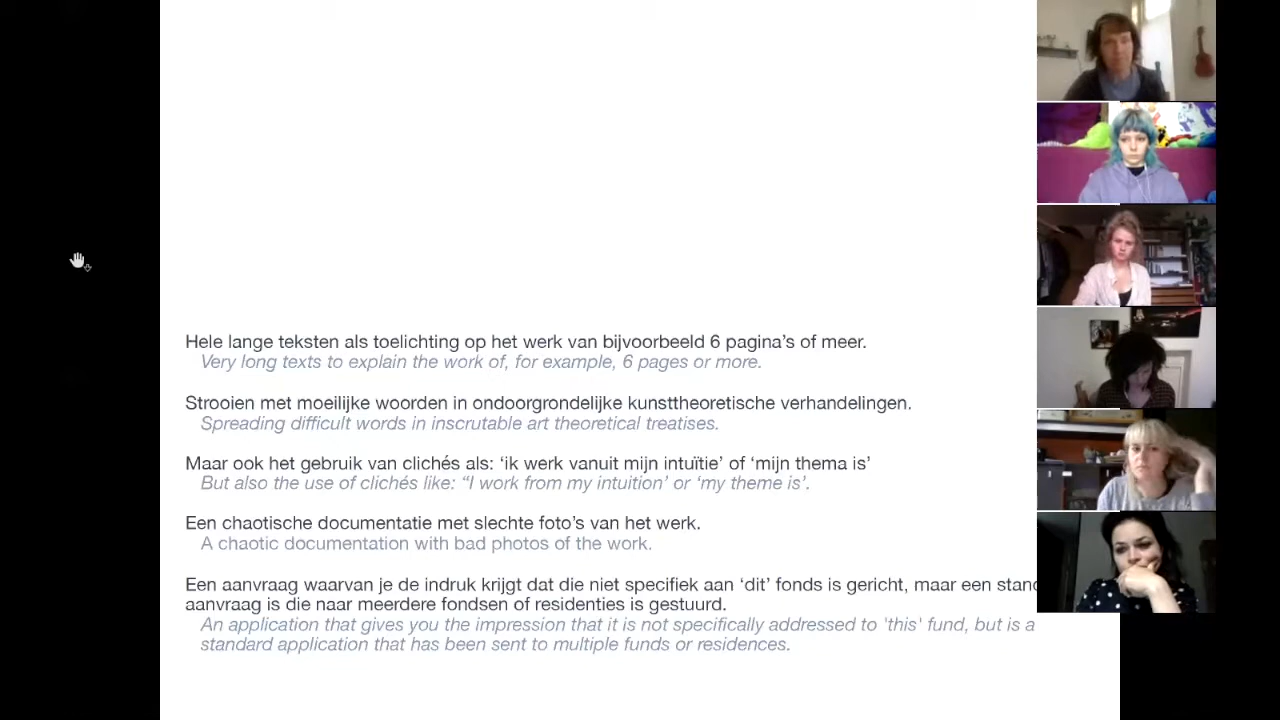 Hele lange teksten als toelichting op het werk van bijvoorbeeld 6 pagina’s of meer.
Very long texts to explain the work of, for example, 6 pages or more.
Strooien met moeilijke woorden in ondoorgrondelijke kunsttheoretische verhandelingen.
Spreading difficult words in inscrutable art theoretical treatises.
Maar ook het gebruik van clichés als: ‘ik werk vanuit mijn intuïtie’ of ‘mijn thema is’
But also the use of clichés like: “I work from my intuition’ or ‘my theme is’.
Een chaotische documentatie met slechte foto’s van het werk.
A chaotic documentation with bad photos of the work.
Een aanvraag waarvan je de indruk krijgt dat die niet specifiek aan ‘dit’ fonds is gericht, maar een
aanvraag is die naar meerdere fondsen of residenties is gestuurd.
An application that gives you the impression that it is not specifically addressed to 'this' fund, but is a
standard application that has been sent to multiple funds or residences.